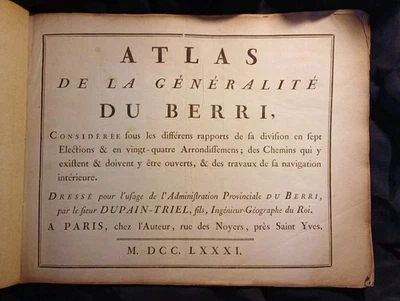 ATLAS
DE LA GÉNÉRALITÉ
DU BERRI,
CONSIDÉRÉE ſous les différens rapports de ſa diviſion en ſept
Elections & en vingt-quatre Arrondiſſemens ; des Chemins qui y
exiſtent & doivent y être ouverts, & des travaux de ſa navigation
intérieure.
DRESSÉ pour l'uſage de l'Adminiſtration Provinciale DU BERRI,
par le ſieur DUPAIN-TRIEL, fils, Ingénieur-Géographe du Roi.
A PARIS, chez l'Auteur, rue des Noyers, près Saint Yves.
M. DCC. LXXXI.